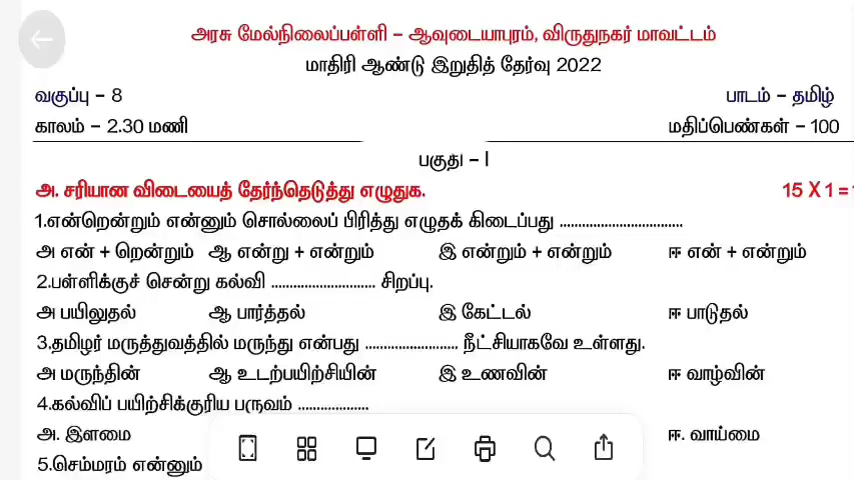 அரசு மேல்நிலைப்பள்ளி – ஆவுடையாபுரம், விருதுநகர் மாவட்டம்
மாதிரி ஆண்டு இறுதித் தேர்வு 2022
வகுப்பு – 8 பாடம் – தமிழ்
காலம் – 2.30 மணி மதிப்பெண்கள் – 100
பகுதி – I
அ. சரியான விடையைத் தேர்ந்தெடுத்து எழுதுக. 15 X 1 =
1.என்றென்றும் என்னும் சொல்லைப் பிரித்து எழுதக் கிடைப்பது ..................................
அ என் + றென்றும் ஆ என்று + என்றும் இ என்றும் + என்றும் ஈ என் + என்றும்
2.பள்ளிக்குச் சென்று கல்வி ............................ சிறப்பு.
அ பயிலுதல் ஆ பார்த்தல் இ கேட்டல் ஈ பாடுதல்
3.தமிழர் மருத்துவத்தில் மருந்து என்பது ......................... நீட்சியாகவே உள்ளது.
அ மருந்தின் ஆ உடற்பயிற்சியின் இ உணவின் ஈ வாழ்வின்
4.கல்விப் பயிற்சிக்குரிய பருவம் ...................
அ. இளமை ஈ. வாய்மை
5.செம்மரம் என்னும்